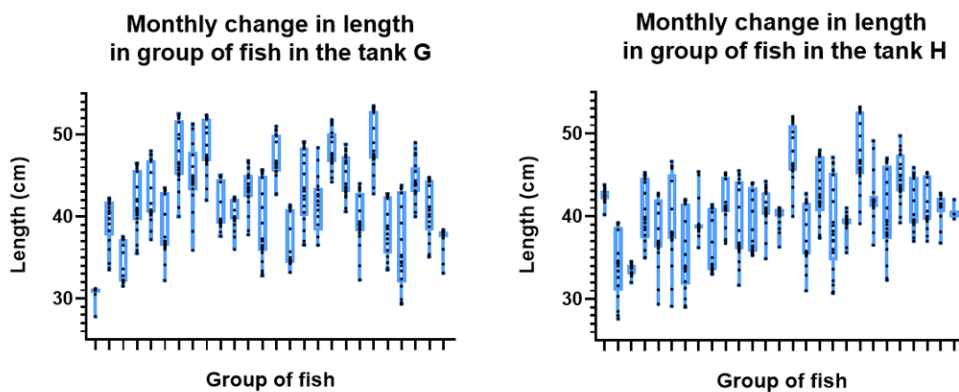 Monthly change in length
in group of fish in the tank G
Length (cm)
50
40
30
Group of fish
Monthly change in length
in group of fish in the tank H
Length (cm)
50
40
30
Group of fish